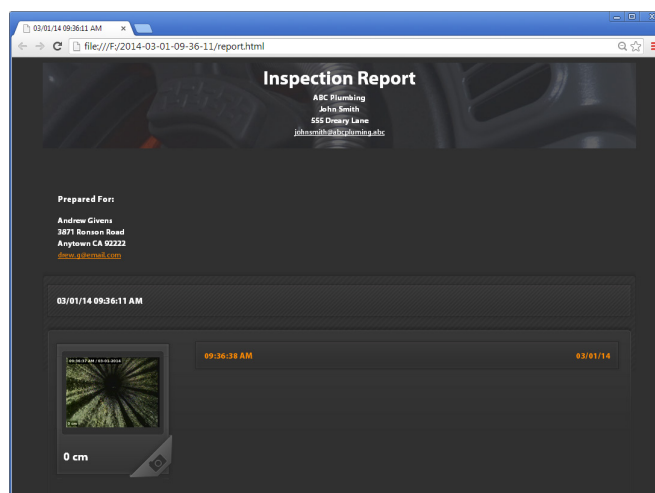 03/01/14 09:36:11 AM
file:///F:/2014-03-01-09-36-11/report.html
Inspection Report
ABC Plumbing
John Smith
555 Dreary Lane
johnsmith@abcpluming.abc
Prepared For:
Andrew Givens
3871 Ronson Road
Anytown CA 92222
drew.g@email.com
03/01/14 09:36:11 AM
09:36:38 AM 03/01/14
0 cm